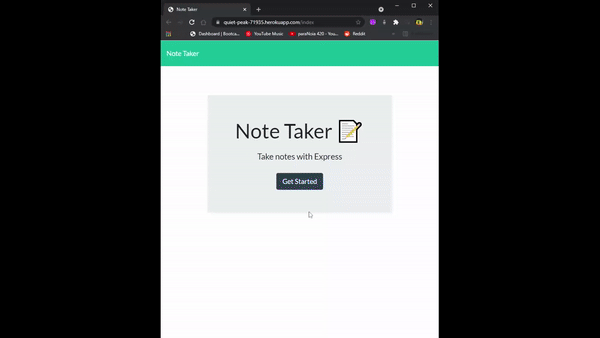 Note Taker
quiet-peak-71935.herokuapp.com/index
Dashboard | Bootca... YouTube Music paraNoia 420 - You... Reddit
Note Taker
Note Taker
Take notes with Express
Get Started